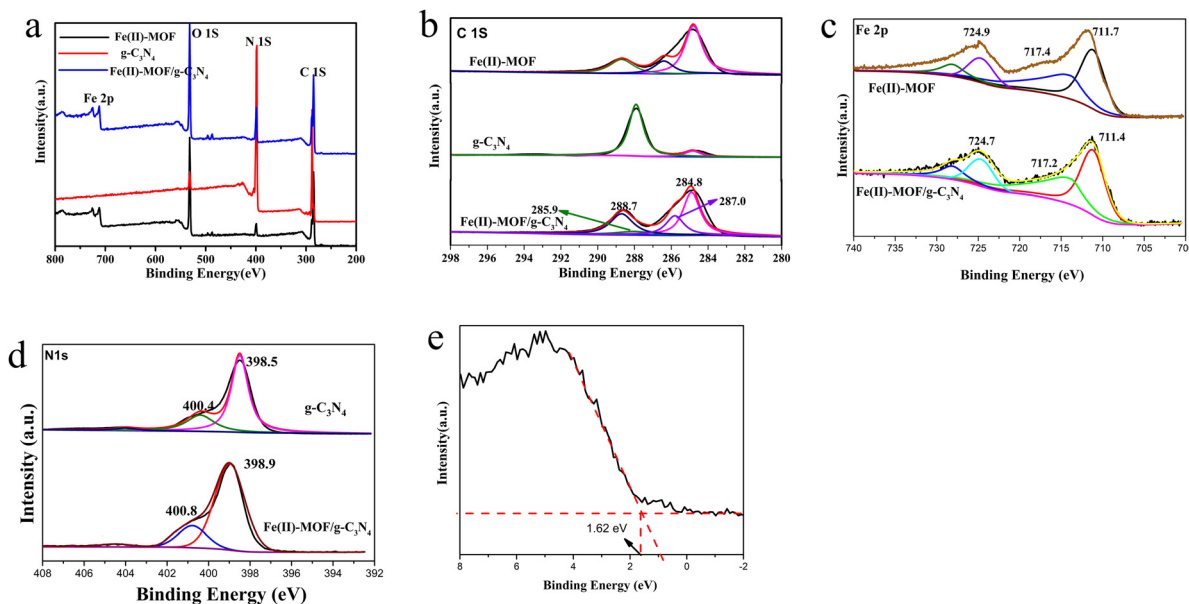 a
Fe(II)-MOF
g-C₃N₄
Fe(II)-MOF/g-C₃N₄
O 1S
N 1S
C 1S
Fe 2p
Intensity(a.u.)
800 700 600 500 400 300 200
Binding Energy(eV)
b
C 1S
Fe(II)-MOF
g-C₃N₄
284.8
285.9
288.7
287.0
Fe(II)-MOF/g-C₃N₄
Intensity(a.u.)
298 296 294 292 290 288 286 284 282 280
Binding Energy (eV)
c
Fe 2p
724.9
717.4
711.7
Fe(II)-MOF
724.7
717.2
711.4
Fe(II)-MOF/g-C₃N₄
Intensity(a.u.)
740 735 730 725 720 715 710 705 70
Binding Energy (eV)
d
N1s
398.5
400.4
g-C₃N₄
398.9
400.8
Fe(II)-MOF/g-C₃N₄
Intensity (a.u.)
408 406 404 402 400 398 396 394 392
Binding Energy (eV)
e
Intensity(a.u.)
1.62 eV
8 6 4 2 0 -2
Binding Energy (eV)